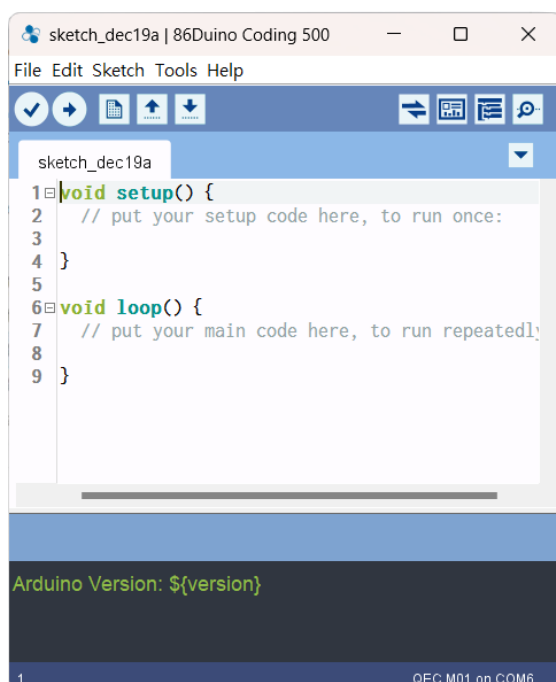 sketch_dec19a | 86Duino Coding 500
File Edit Sketch Tools Help
sketch_dec19a
1 void setup() {
2 // put your setup code here, to run once:
3
4 }
5
6 void loop() {
7 // put your main code here, to run repeatedly
8
9 }
Arduino Version: ${version}
1 QEC M01 on COM6